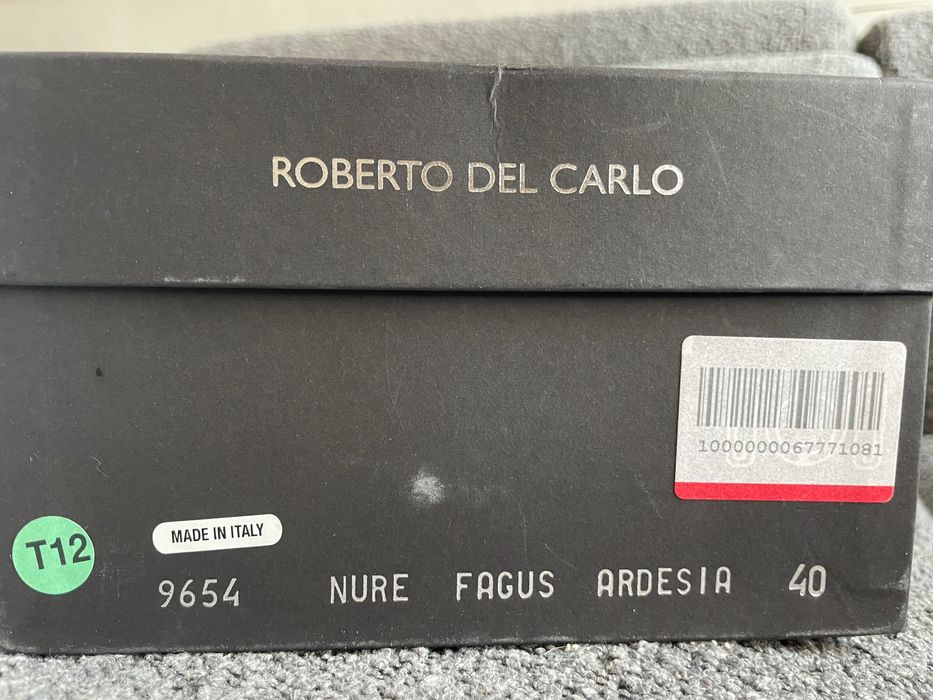 ROBERTO DEL CARLO
1000000067771081
T12
MADE IN ITALY
9654 NURE FAGUS ARDESIA 40